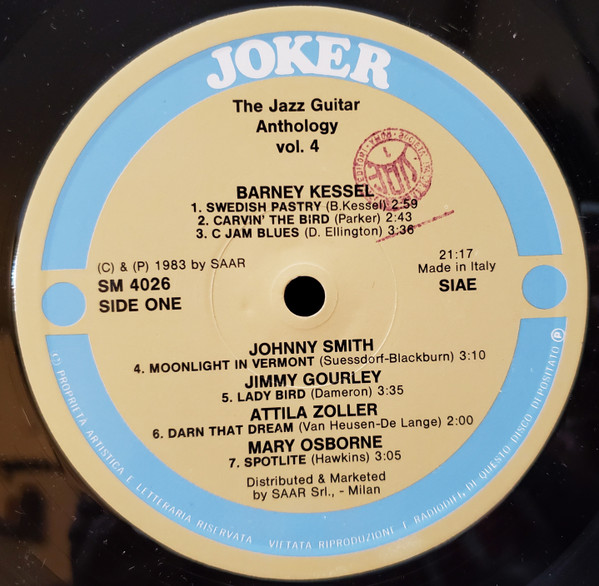 JOKER
The Jazz Guitar
Anthology
vol. 4
BARNEY KESSEL
1. SWEDISH PASTRY (B.Kessel) 2:59
2. CARVIN' THE BIRD (Parker) 2:43
3. C JAM BLUES (D. Ellington) 3:36
(C) & (P) 1983 by SAAR
SM 4026
SIDE ONE
21:17
Made in Italy
SIAE
JOHNNY SMITH
4. MOONLIGHT IN VERMONT (Suessdorf-Blackburn) 3:10
JIMMY GOURLEY
5. LADY BIRD (Dameron) 3:35
ATTILA ZOLLER
6. DARN THAT DREAM (Van Heusen-De Lange) 2:00
MARY OSBORNE
7. SPOTLITE (Hawkins) 3:05
Distributed & Marketed
by SAAR Srl., - Milan
(C) PROPRIETA ARTISTICA E LETTERARIA RISERVATA VIETATA RIPRODUZIONI E RADIODIF. DI QUESTO DISCO DEPOSITATO (P)